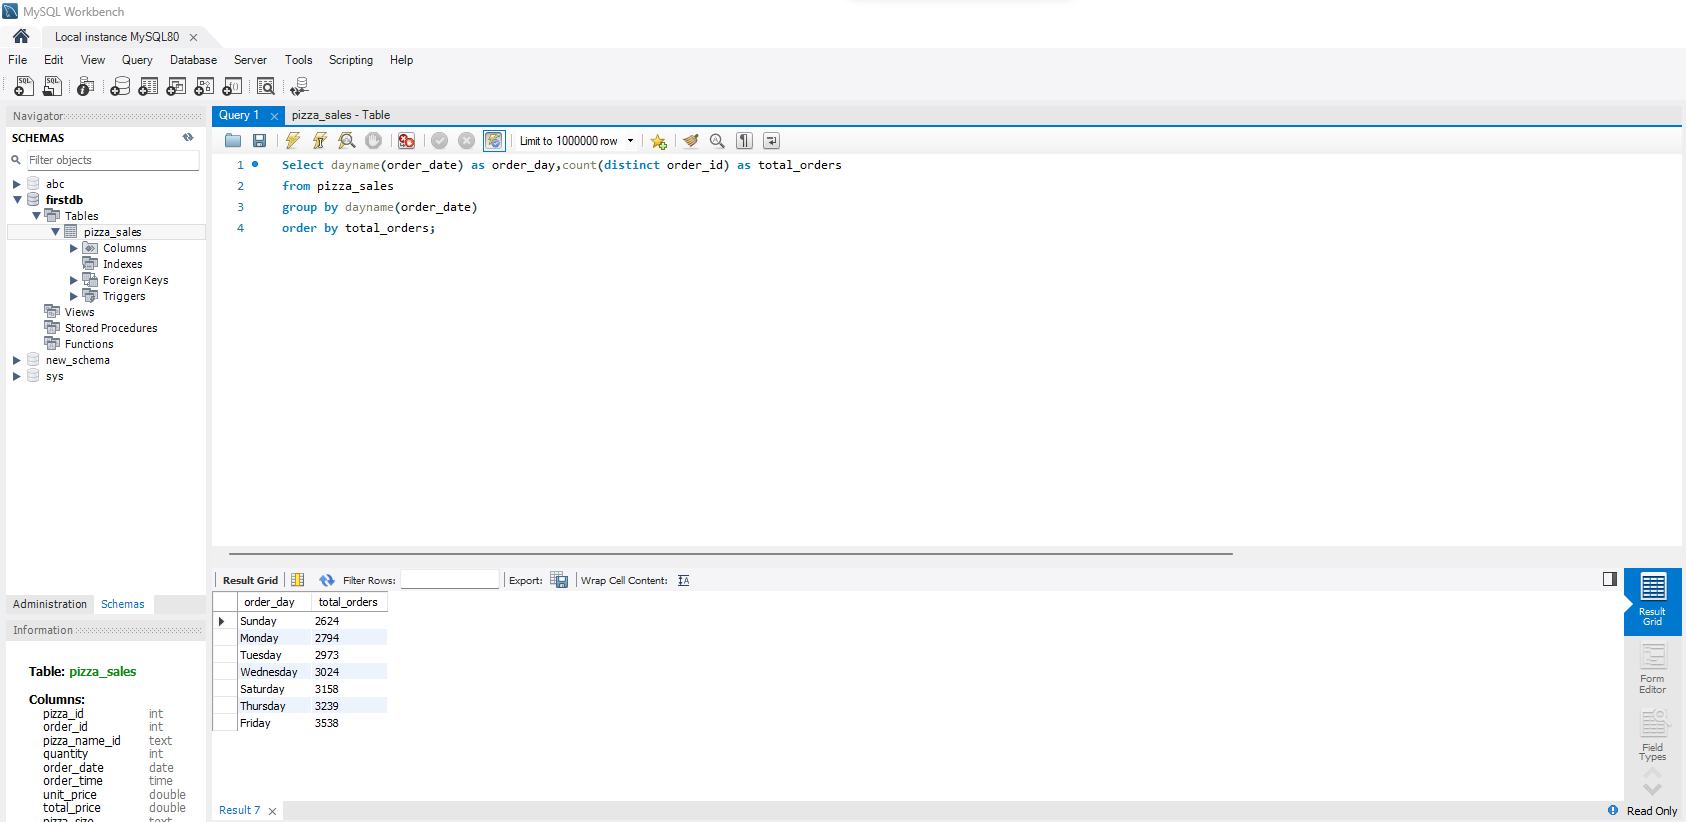 MySQL Workbench
Local instance MySQL80
File Edit View Query Database Server Tools Scripting Help
Navigator
SCHEMAS
Filter objects
abc
firstdb
Tables
pizza_sales
Columns
Indexes
Foreign Keys
Triggers
Views
Stored Procedures
Functions
new_schema
sys
Administration Schemas
Information
Table: pizza_sales
Columns:
pizza_id int
order_id int
pizza_name_id text
quantity int
order_date date
order_time time
unit_price double
total_price double
pizza_size text
Query 1 pizza_sales - Table
Limit to 1000000 row
1 Select dayname(order_date) as order_day,count(distinct order_id) as total_orders
2 from pizza_sales
3 group by dayname(order_date)
4 order by total_orders;
Result Grid Filter Rows: Export: Wrap Cell Content:
order_day total_orders
Sunday 2624
Monday 2794
Tuesday 2973
Wednesday 3024
Saturday 3158
Thursday 3239
Friday 3538
Result
Grid
Form
Editor
Field
Types
Result 7
Read Only